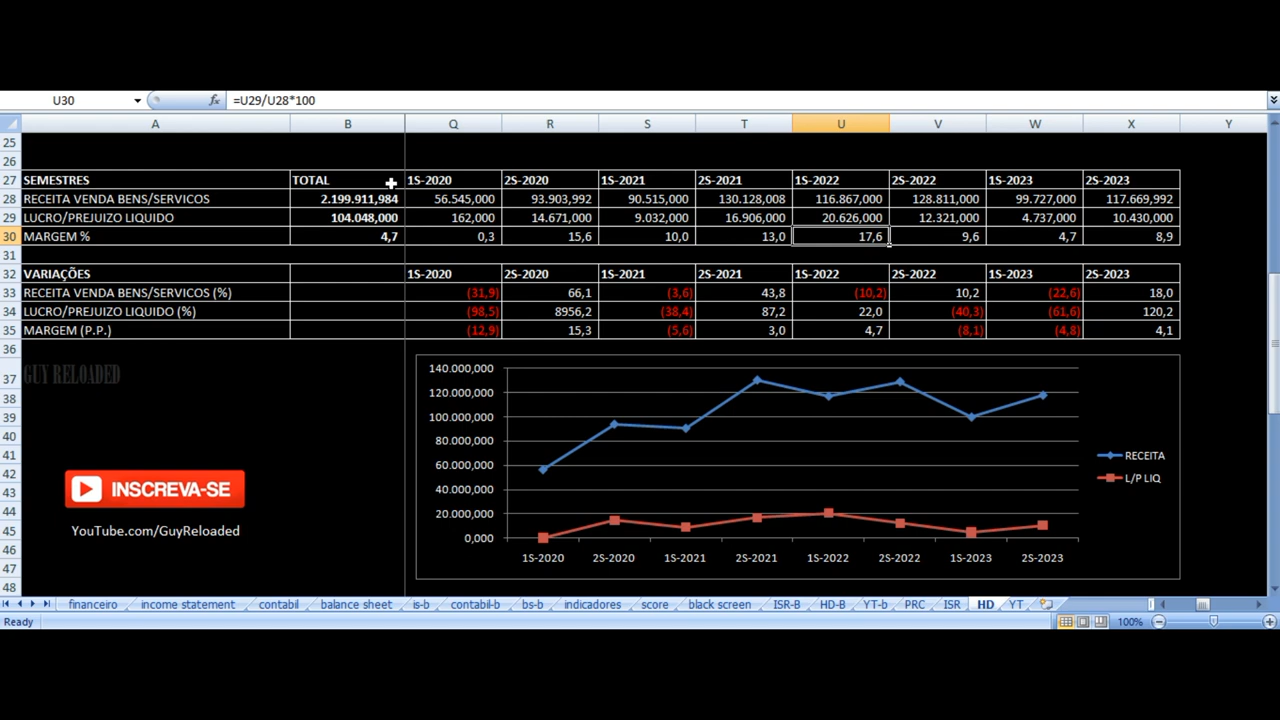 U30 fx =U29/U28*100
A B Q R S T U V W X Y
25
26
27 SEMESTRES TOTAL 1S-2020 2S-2020 1S-2021 2S-2021 1S-2022 2S-2022 1S-2023 2S-2023
28 RECEITA VENDA BENS/SERVICOS 2.199.911,984 56.545,000 93.903,992 90.515,000 130.128,008 116.867,000 128.811,000 99.727,000 117.669,992
29 LUCRO/PREJUIZO LIQUIDO 104.048,000 162,000 14.671,000 9.032,000 16.906,000 20.626,000 12.321,000 4.737,000 10.430,000
30 MARGEM % 4,7 0,3 15,6 10,0 13,0 17,6 9,6 4,7 8,9
31
32 VARIAÇÕES 1S-2020 2S-2020 1S-2021 2S-2021 1S-2022 2S-2022 1S-2023 2S-2023
33 RECEITA VENDA BENS/SERVICOS (%) (31,9) 66,1 (3,6) 43,8 (10,2) 10,2 (22,6) 18,0
34 LUCRO/PREJUIZO LIQUIDO (%) (98,5) 8956,2 (38,4) 87,2 22,0 (40,3) (61,6) 120,2
35 MARGEM (P.P.) (12,9) 15,3 (5,6) 3,0 4,7 (8,1) (4,8) 4,1
36
37 GUY RELOADED
38
39
40
41
42
43
44
45
46
47
48
140.000,000
120.000,000
100.000,000
80.000,000
60.000,000
40.000,000
20.000,000
0,000
1S-2020 2S-2020 1S-2021 2S-2021 1S-2022 2S-2022 1S-2023 2S-2023
RECEITA
L/P LIQ
INSCREVA-SE
YouTube.com/GuyReloaded
financeiro income statement contabil balance sheet is-b contabil-b bs-b indicadores score black screen ISR-B HD-B YT-b PRC ISR HD YT
Ready 100%